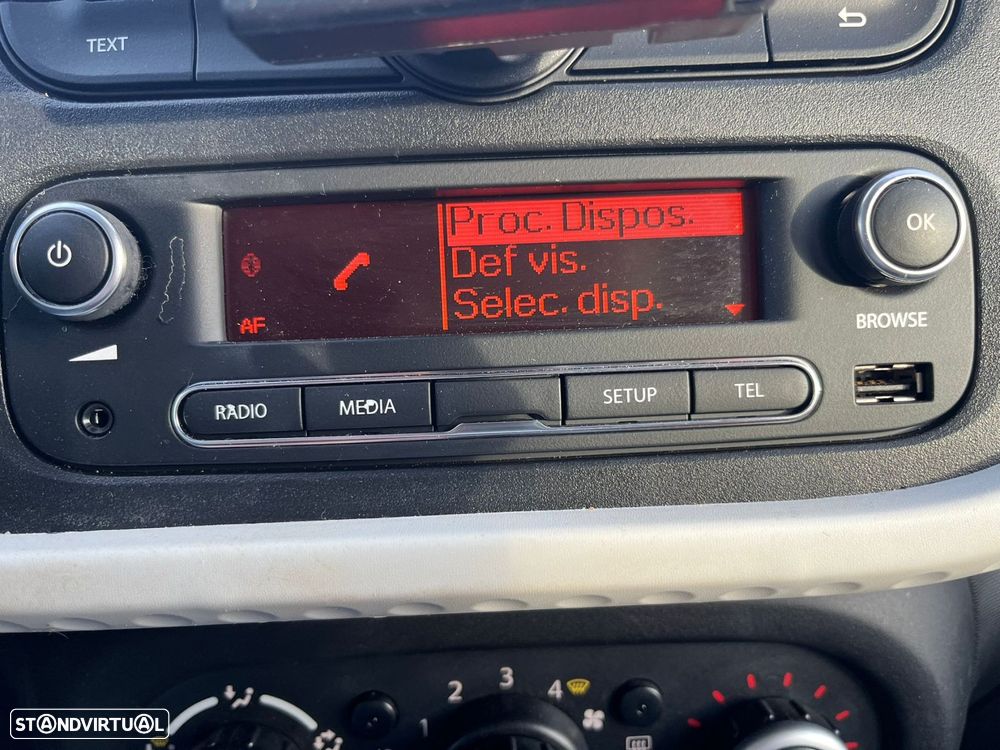 TEXT
Proc. Dispos.
Def vis.
Selec. disp.
AF
OK
BROWSE
RADIO
MEDIA
SETUP
TEL
1 2 3 4
STANDVIRTUAL